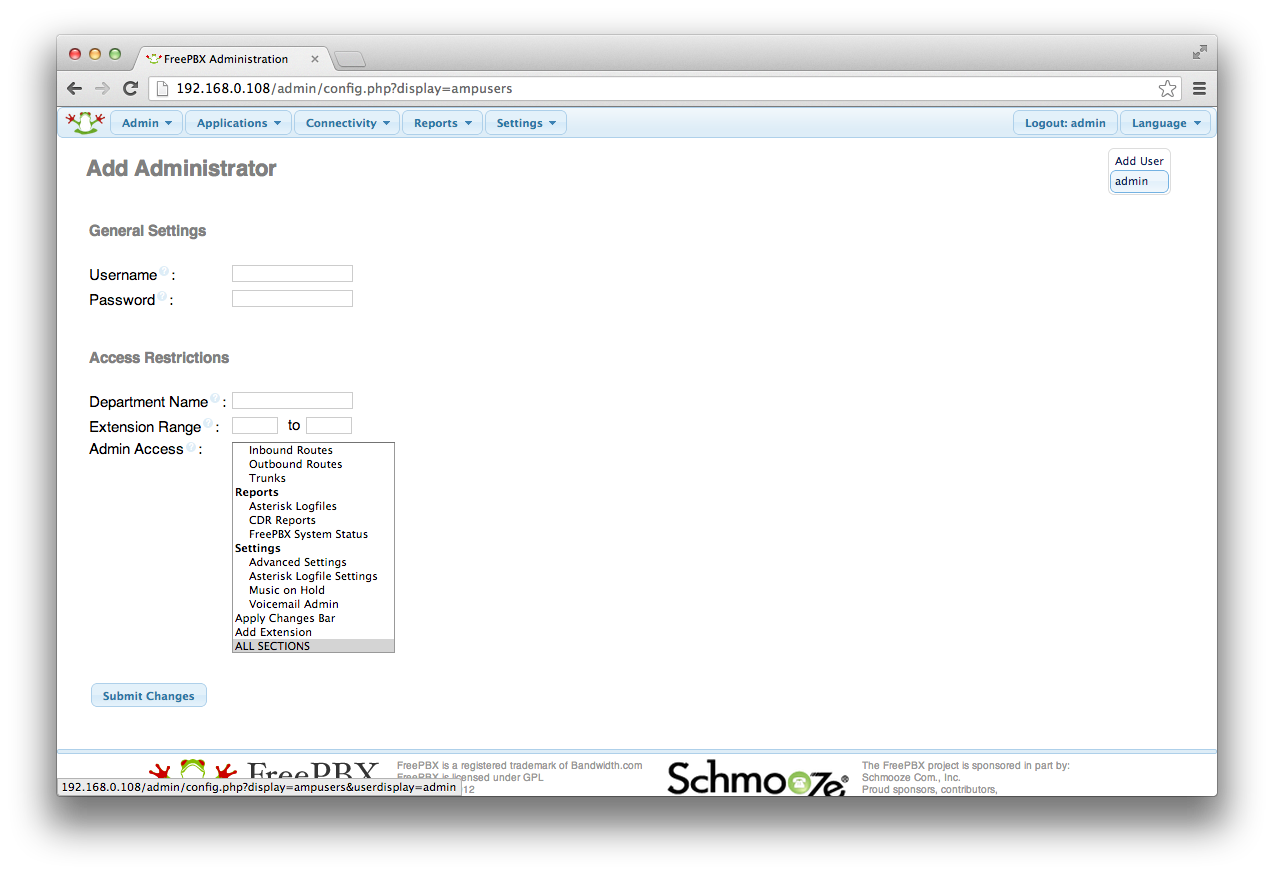 FreePBX Administration
192.168.0.108/admin/config.php?display=ampusers
Admin Applications Connectivity Reports Settings Logout: admin Language
Add Administrator
Add User
admin
General Settings
Username ? :
Password ? :
Access Restrictions
Department Name ? :
Extension Range ? : to
Admin Access ? :
Inbound Routes
Outbound Routes
Trunks
Reports
Asterisk Logfiles
CDR Reports
FreePBX System Status
Settings
Advanced Settings
Asterisk Logfile Settings
Music on Hold
Voicemail Admin
Apply Changes Bar
Add Extension
ALL SECTIONS
Submit Changes
FreePBX
FreePBX is a registered trademark of Bandwidth.com
FreePBX is licensed under GPL
12
Schmooze®
The FreePBX project is sponsored in part by:
Schmooze Com., Inc.
Proud sponsors, contributors,
192.168.0.108/admin/config.php?display=ampusers&userdisplay=admin